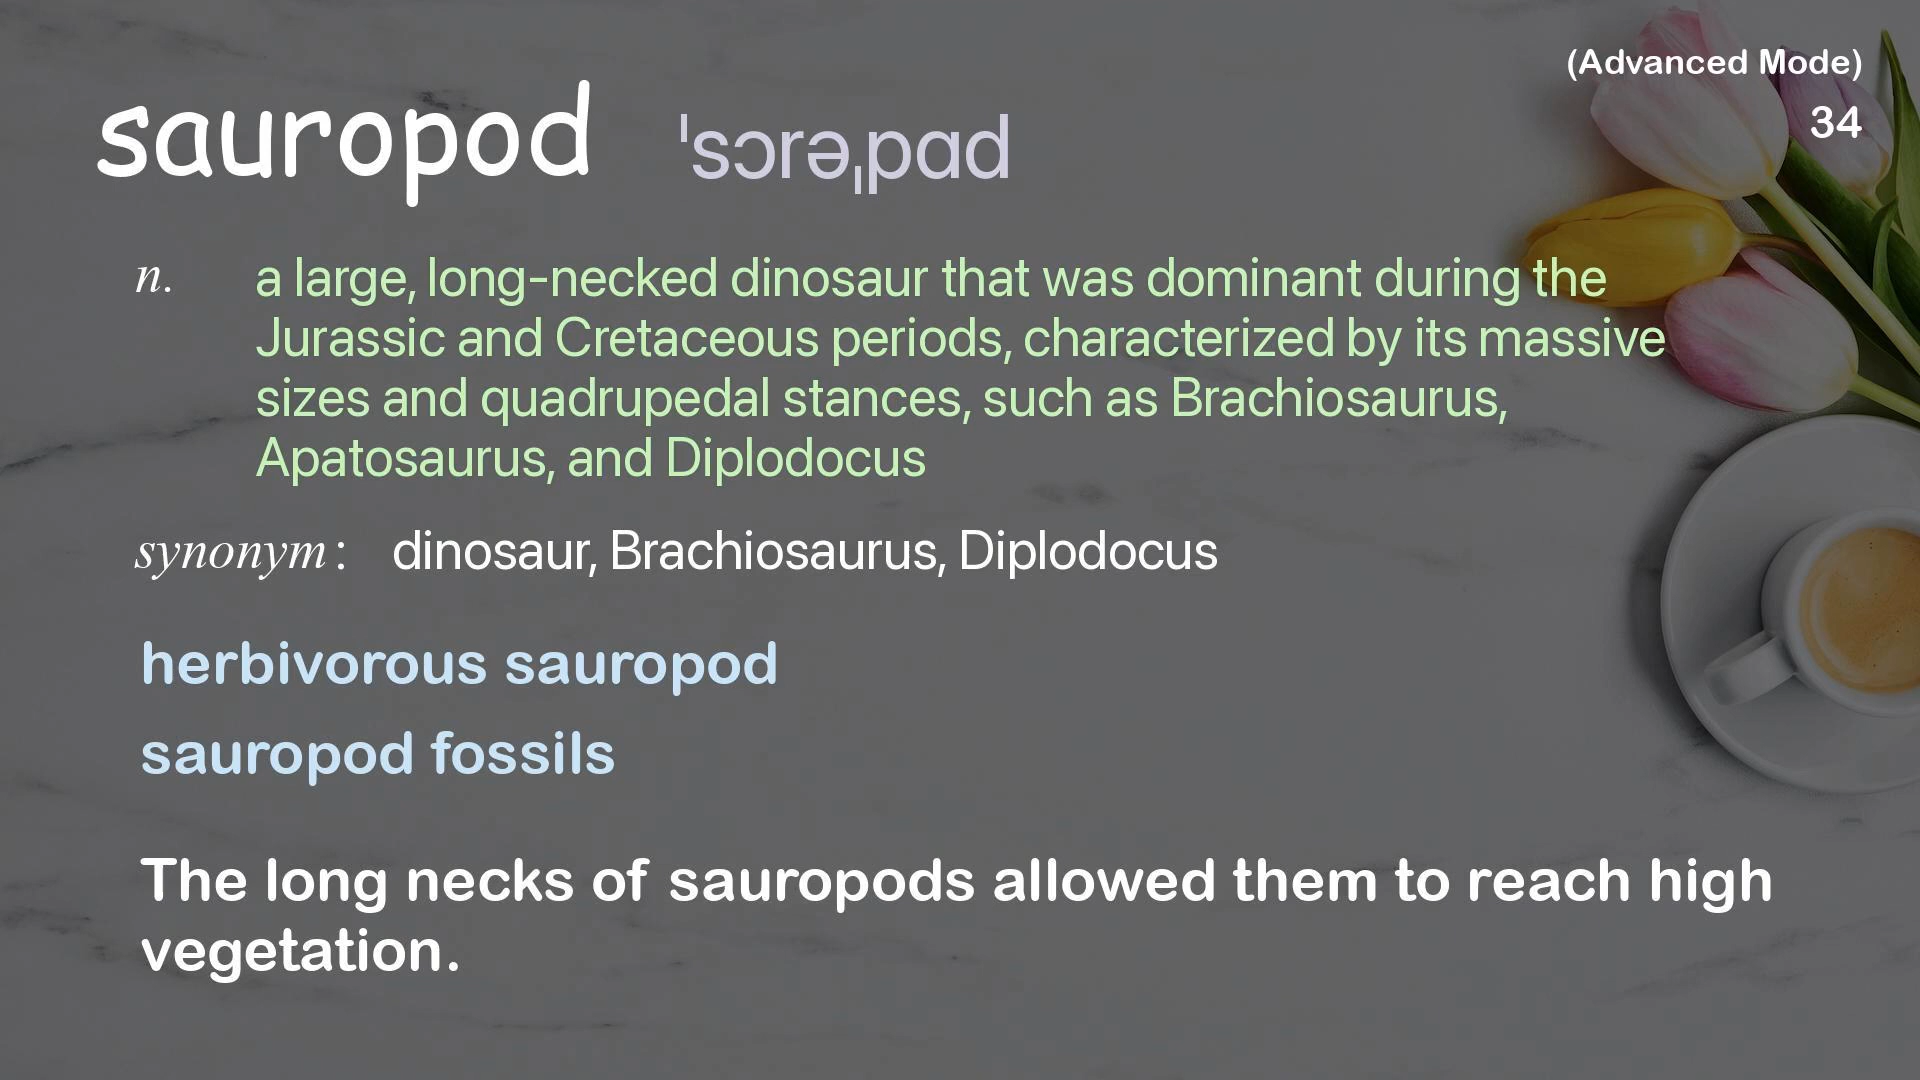 (Advanced Mode)
34
sauropod ˈsɔrəˌpɑd
n. a large, long-necked dinosaur that was dominant during the
Jurassic and Cretaceous periods, characterized by its massive
sizes and quadrupedal stances, such as Brachiosaurus,
Apatosaurus, and Diplodocus
synonym: dinosaur, Brachiosaurus, Diplodocus
herbivorous sauropod
sauropod fossils
The long necks of sauropods allowed them to reach high
vegetation.